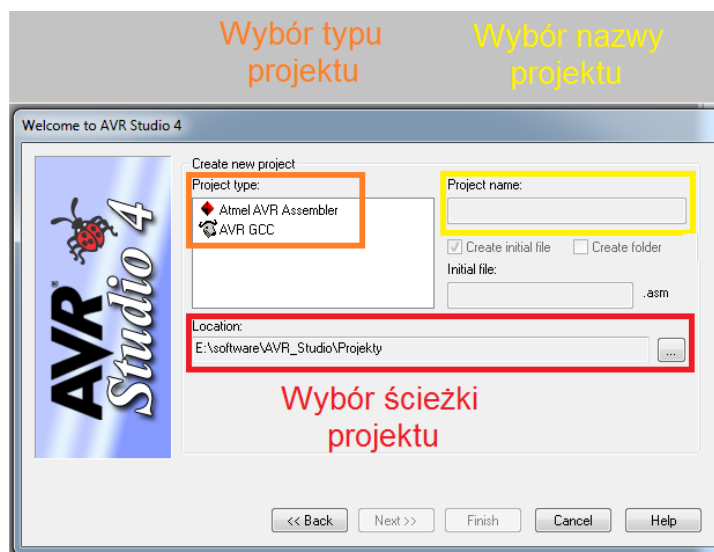 Wybór typu
projektu
Wybór nazwy
projektu
Welcome to AVR Studio 4
AVR®
Studio 4
Create new project
Project type:
Atmel AVR Assembler
AVR GCC
Project name:
Create initial file
Create folder
Initial file:
.asm
Location:
E:\software\AVR_Studio\Projekty
...
Wybór ścieżki
projektu
<< Back
Next >>
Finish
Cancel
Help